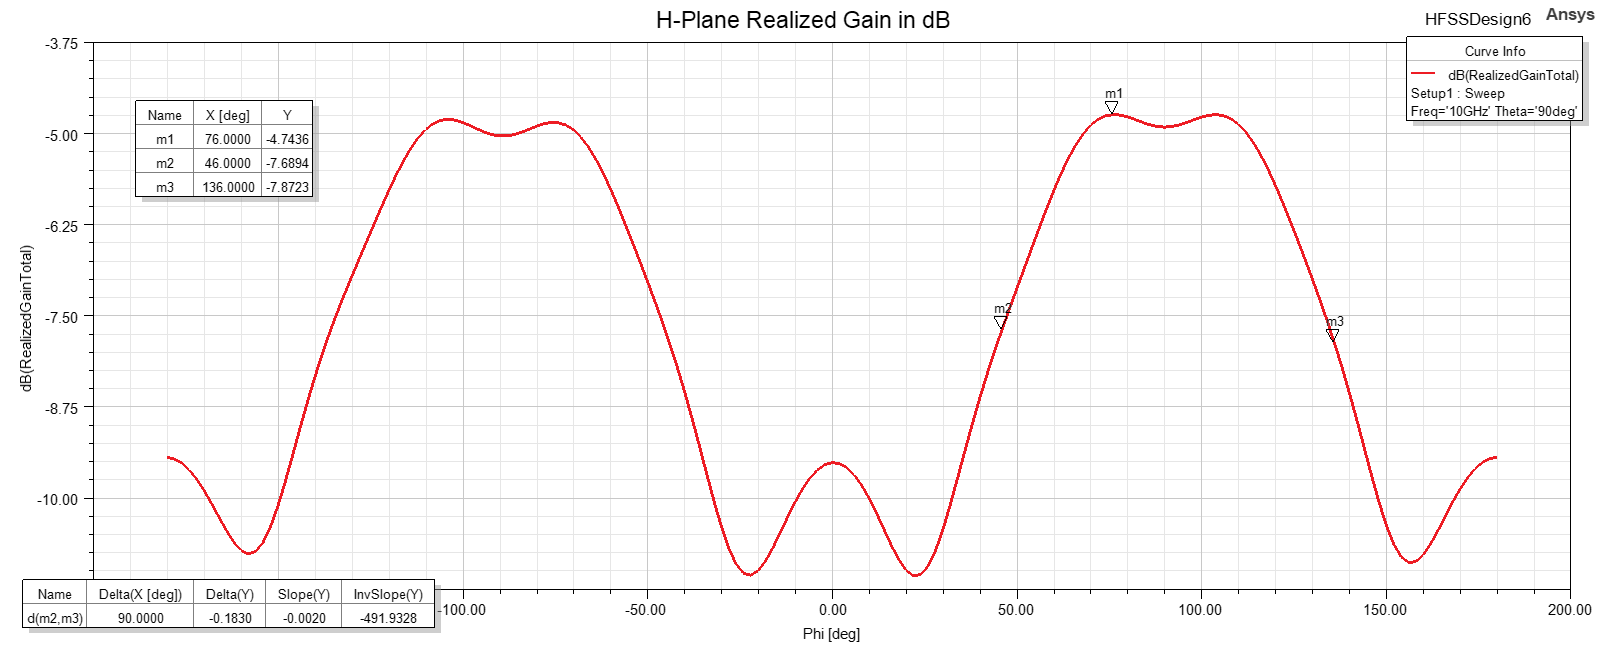 H-Plane Realized Gain in dB
HFSSDesign6
Ansys
Curve Info
dB(RealizedGainTotal)
Setup1 : Sweep
Freq='10GHz' Theta='90deg'
Name X [deg] Y
m1 76.0000 -4.7436
m2 46.0000 -7.6894
m3 136.0000 -7.8723
m1
m2
m3
dB(RealizedGainTotal)
-3.75
-5.00
-6.25
-7.50
-8.75
-10.00
-100.00 -50.00 0.00 50.00 100.00 150.00 200.00
Phi [deg]
Name Delta(X [deg]) Delta(Y) Slope(Y) InvSlope(Y)
d(m2,m3) 90.0000 -0.1830 -0.0020 -491.9328